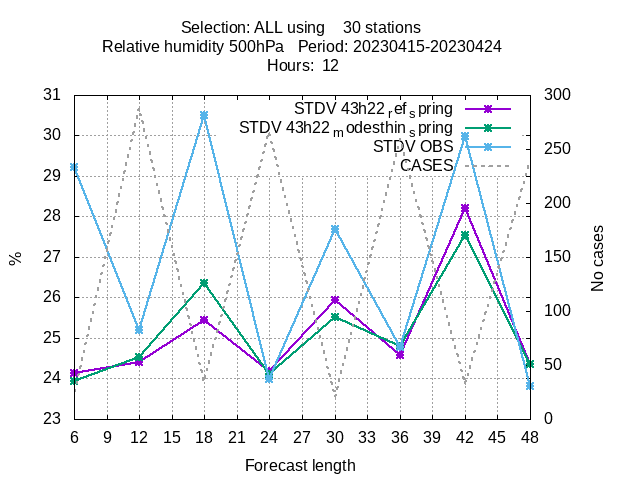 Selection: ALL using    30 stations
Relative humidity 500hPa   Period: 20230415-20230424
Hours:  12
STDV 43h22refspring
STDV 43h22modesthinspring
STDV OBS
CASES
31
30
29
28
27
26
25
24
23
%
300
250
200
150
100
50
0
No cases
6 9 12 15 18 21 24 27 30 33 36 39 42 45 48
Forecast length